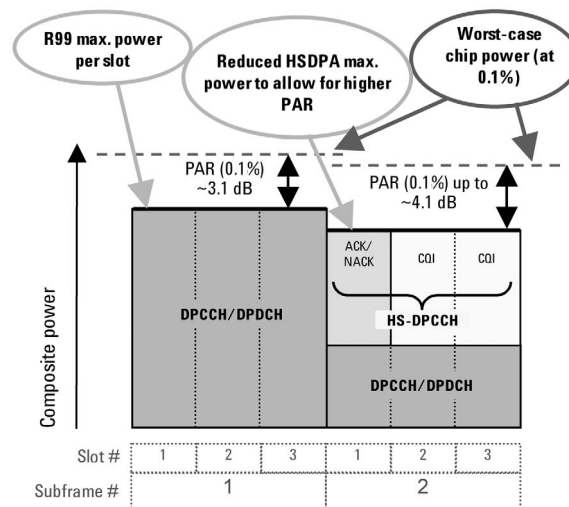 R99 max. power
per slot
Reduced HSDPA max.
power to allow for higher
PAR
Worst-case
chip power (at
0.1%)
PAR (0.1%)
~3.1 dB
PAR (0.1%) up to
~4.1 dB
Composite power
ACK/
NACK
CQI
CQI
DPCCH/DPDCH
HS-DPCCH
DPCCH/DPDCH
Slot #
1
2
3
1
2
3
Subframe #
1
2